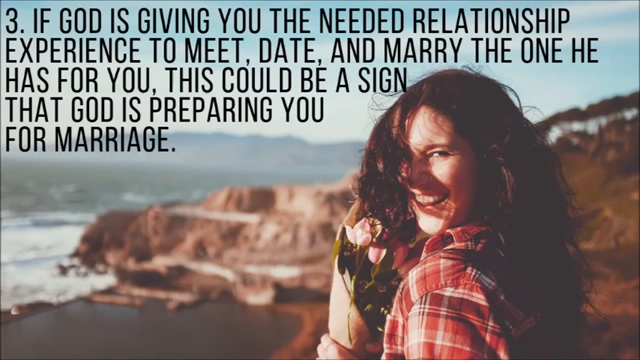 3. IF GOD IS GIVING YOU THE NEEDED RELATIONSHIP
EXPERIENCE TO MEET, DATE, AND MARRY THE ONE HE
HAS FOR YOU, THIS COULD BE A SIGN
THAT GOD IS PREPARING YOU
FOR MARRIAGE.